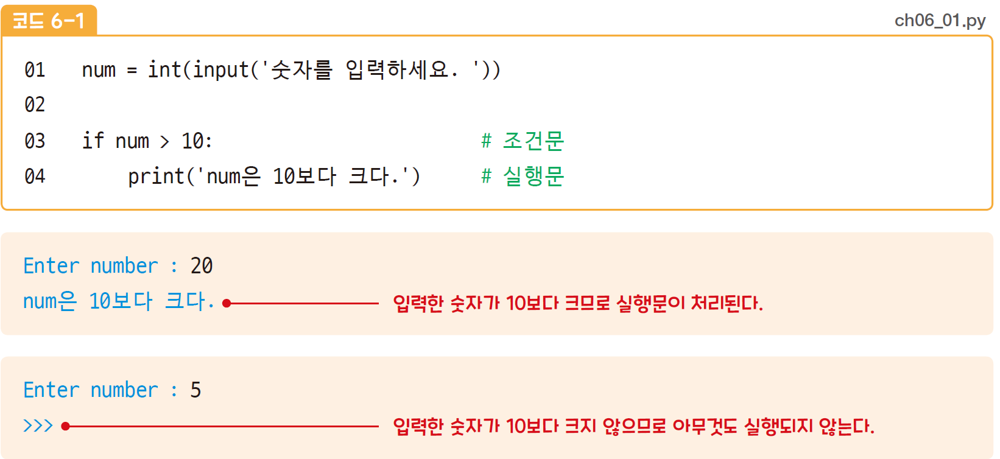 코드 6-1
ch06_01.py
01 num = int(input('숫자를 입력하세요. '))
02
03 if num > 10: # 조건문
04 print('num은 10보다 크다.') # 실행문
Enter number : 20
num은 10보다 크다. 입력한 숫자가 10보다 크므로 실행문이 처리된다.
Enter number : 5
>>> 입력한 숫자가 10보다 크지 않으므로 아무것도 실행되지 않는다.